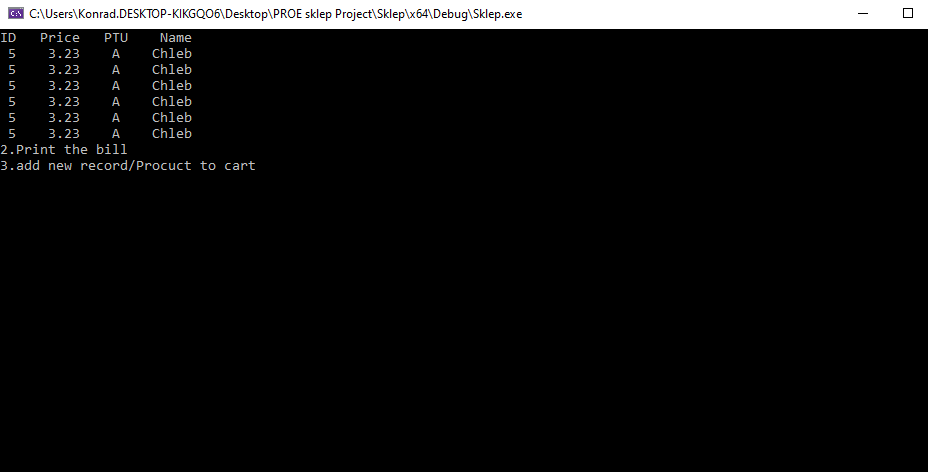 C:\Users\Konrad.DESKTOP-KIKGQO6\Desktop\PROE sklep Project\Sklep\x64\Debug\Sklep.exe
ID Price PTU Name
5 3.23 A Chleb
5 3.23 A Chleb
5 3.23 A Chleb
5 3.23 A Chleb
5 3.23 A Chleb
5 3.23 A Chleb
2.Print the bill
3.add new record/Procuct to cart